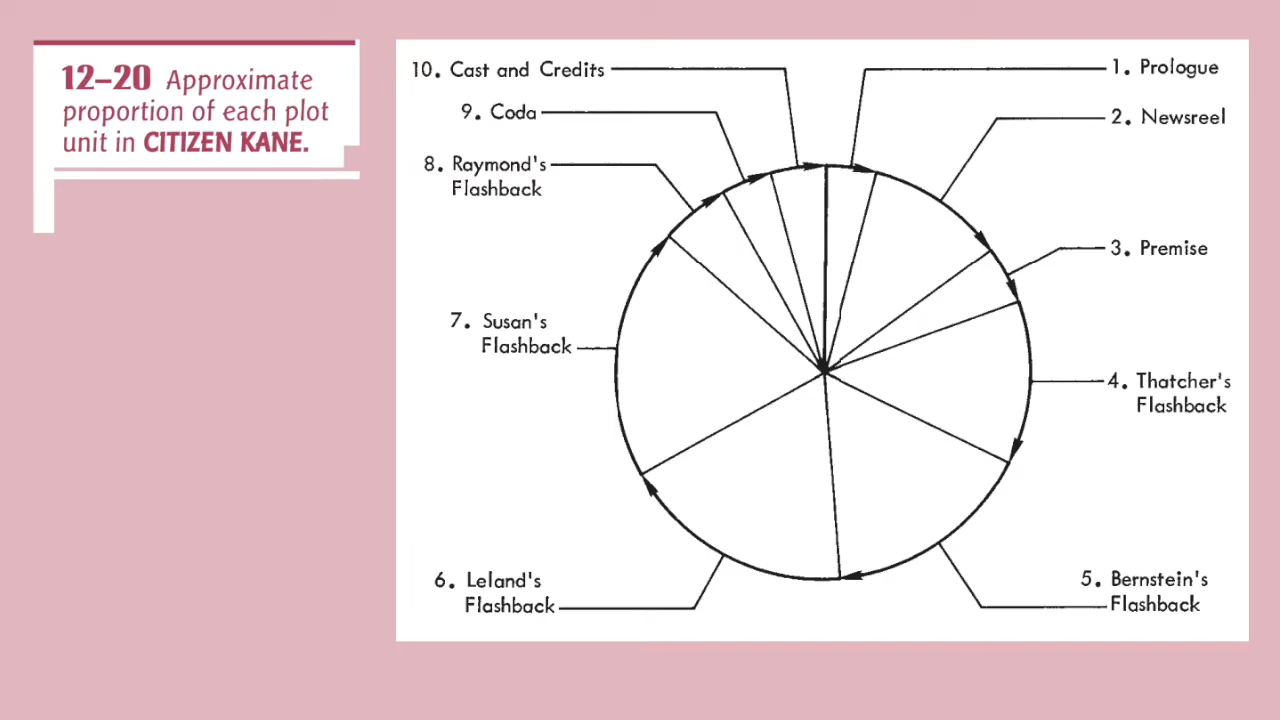 12–20 Approximate
proportion of each plot
unit in CITIZEN KANE.
10. Cast and Credits
1. Prologue
9. Coda
2. Newsreel
8. Raymond's
Flashback
3. Premise
7. Susan's
Flashback
4. Thatcher's
Flashback
6. Leland's
Flashback
5. Bernstein's
Flashback